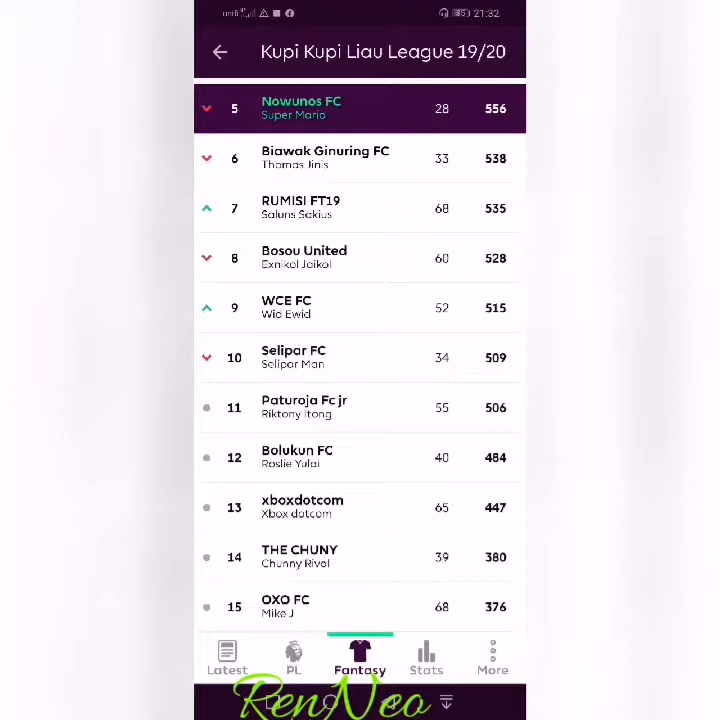 unifi 21:32
Kupi Kupi Liau League 19/20
5 Nowunos FC 28 556
Super Mario
6 Biawak Ginuring FC 33 538
Thomas Jinis
7 RUMISI FT19 68 535
Saluns Sakius
8 Bosou United 60 528
Exnikol Jaikol
9 WCE FC 52 515
Wid Ewid
10 Selipar FC 34 509
Selipar Man
11 Paturoja Fc jr 55 506
Riktony Itong
12 Bolukun FC 40 484
Roslie Yulai
13 xboxdotcom 65 447
Xbox dotcom
14 THE CHUNY 39 380
Chunny Rivol
15 OXO FC 68 376
Mike J
Latest PL Fantasy Stats More
RenNeo